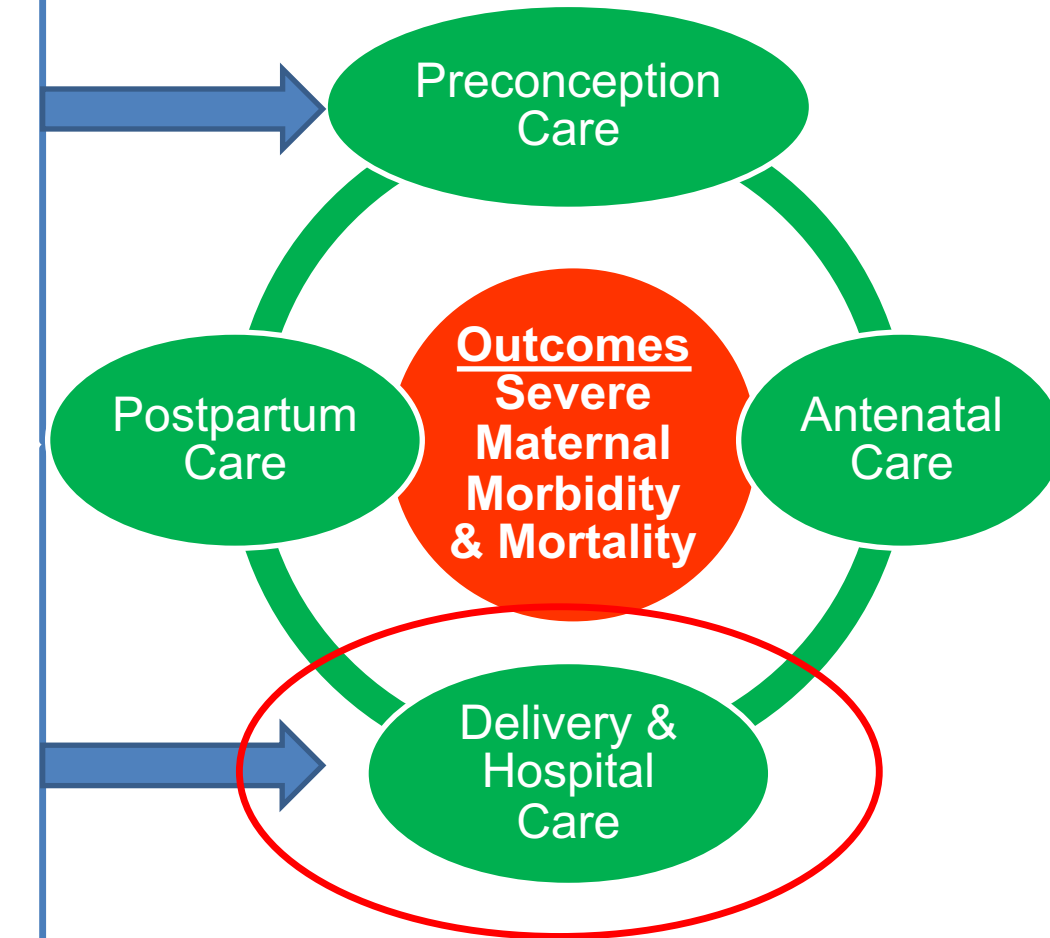 Preconception
Care
Outcomes
Severe
Maternal
Morbidity
& Mortality
Postpartum
Care
Antenatal
Care
Delivery &
Hospital
Care